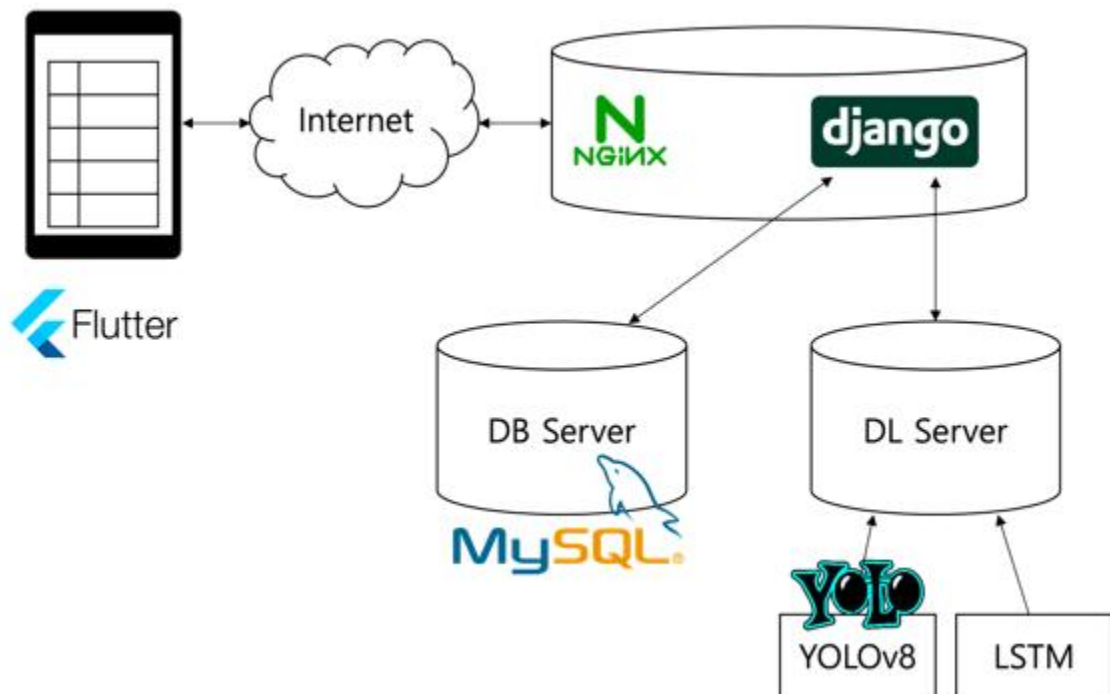 Internet
NGiNX
django
Flutter
DB Server
DL Server
MySQL®
YOLO
YOLOv8
LSTM